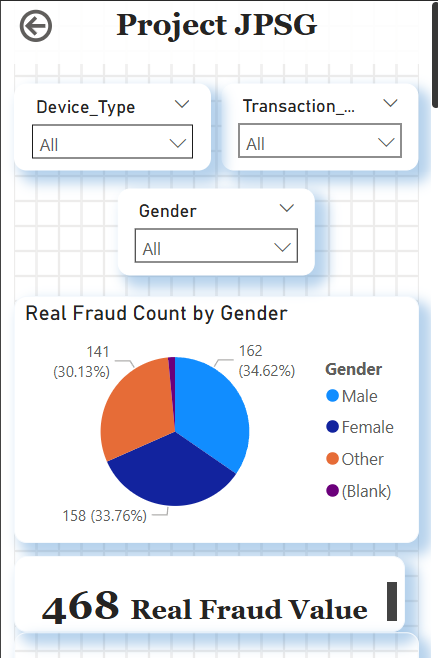 Project JPSG
Device_Type
All
Transaction_...
All
Gender
All
Real Fraud Count by Gender
141
(30.13%)
162
(34.62%)
158 (33.76%)
Gender
Male
Female
Other
(Blank)
468 Real Fraud Value